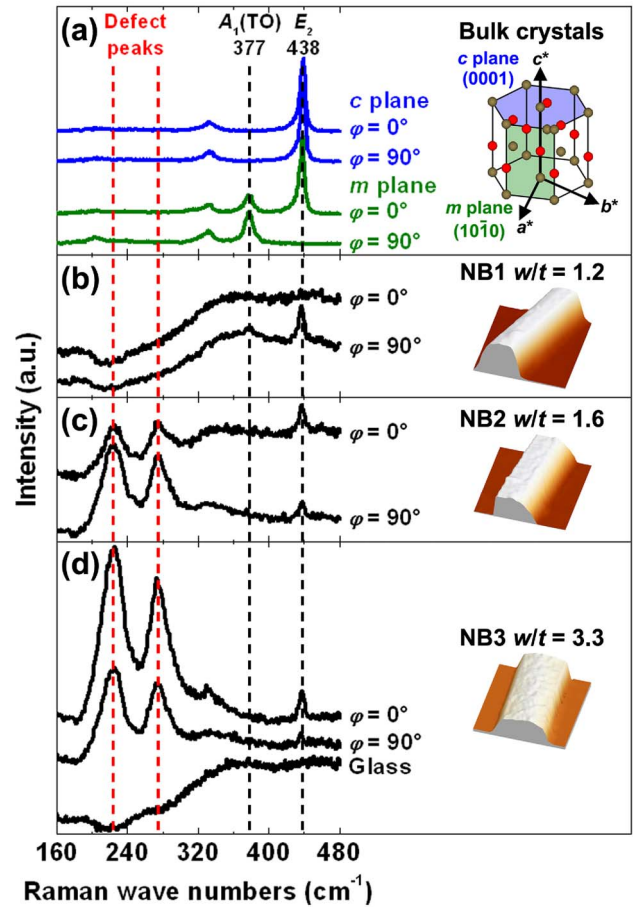 (a)
Defect
peaks
A1(TO)
377
E2
438
c plane
φ = 0°
φ = 90°
m plane
φ = 0°
φ = 90°
Bulk crystals
c*
c plane
(0001)
b*
a*
m plane
(101̄0)
(b)
φ = 0°
φ = 90°
NB1 w/t = 1.2
(c)
φ = 0°
φ = 90°
NB2 w/t = 1.6
(d)
φ = 0°
φ = 90°
Glass
NB3 w/t = 3.3
Intensity (a.u.)
160 240 320 400 480
Raman wave numbers (cm⁻¹)